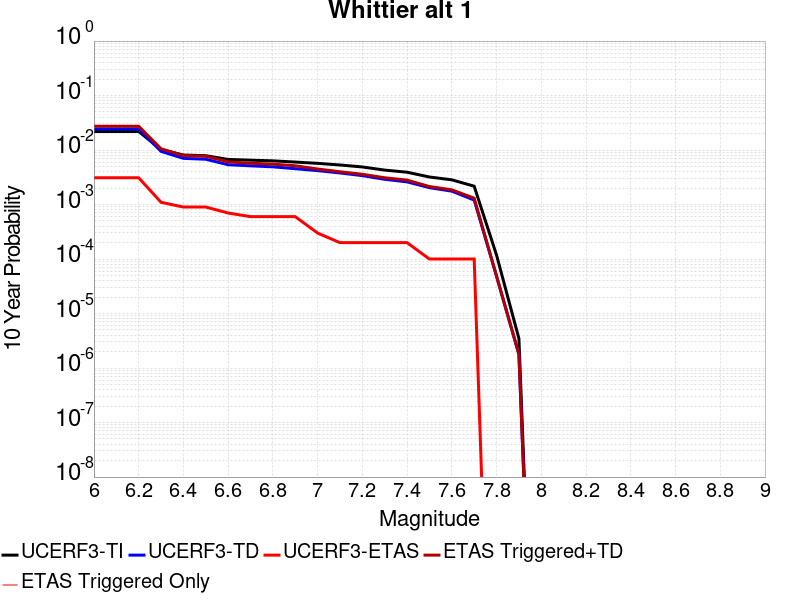 Whittier alt 1
10^0
10^-1
10^-2
10^-3
10^-4
10^-5
10^-6
10^-7
10^-8
10 Year Probability
6 6.2 6.4 6.6 6.8 7 7.2 7.4 7.6 7.8 8 8.2 8.4 8.6 8.8 9
Magnitude
UCERF3-TI UCERF3-TD UCERF3-ETAS ETAS Triggered+TD
ETAS Triggered Only